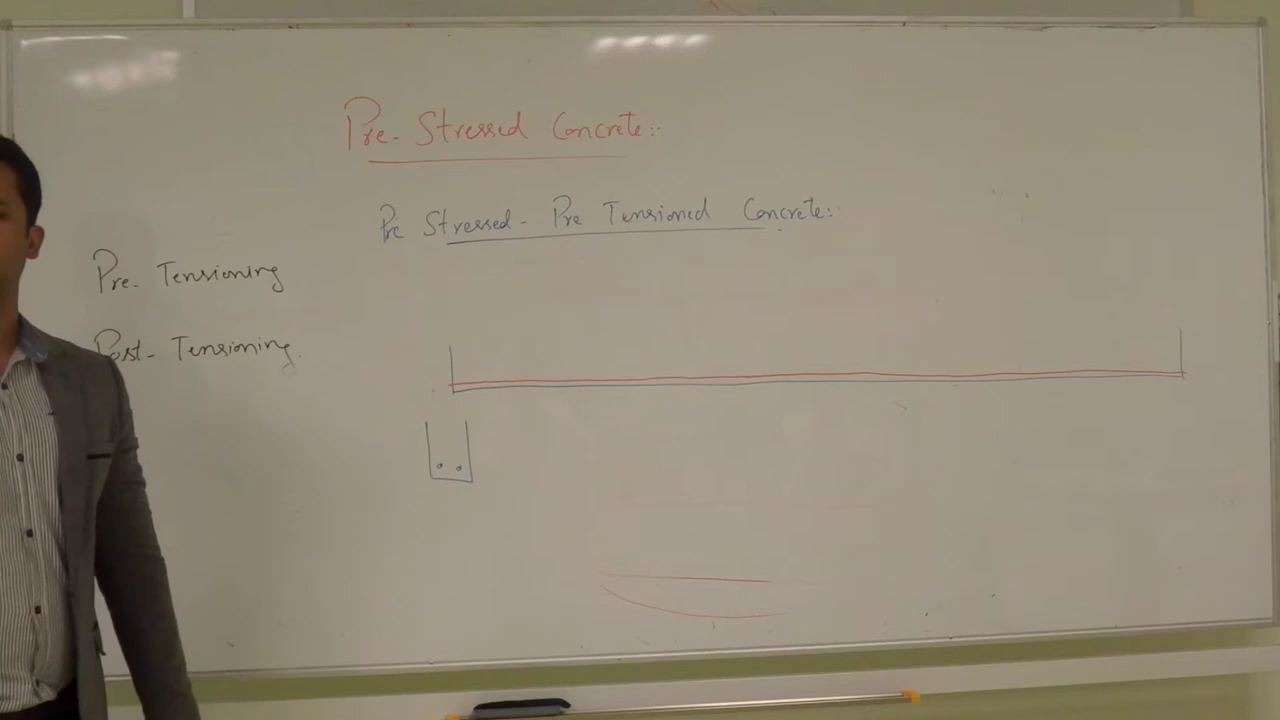 Pre- Stressed Concrete::
Pre Stressed - Pre Tensioned Concrete::
Pre- Tensioning
Post- Tensioning.